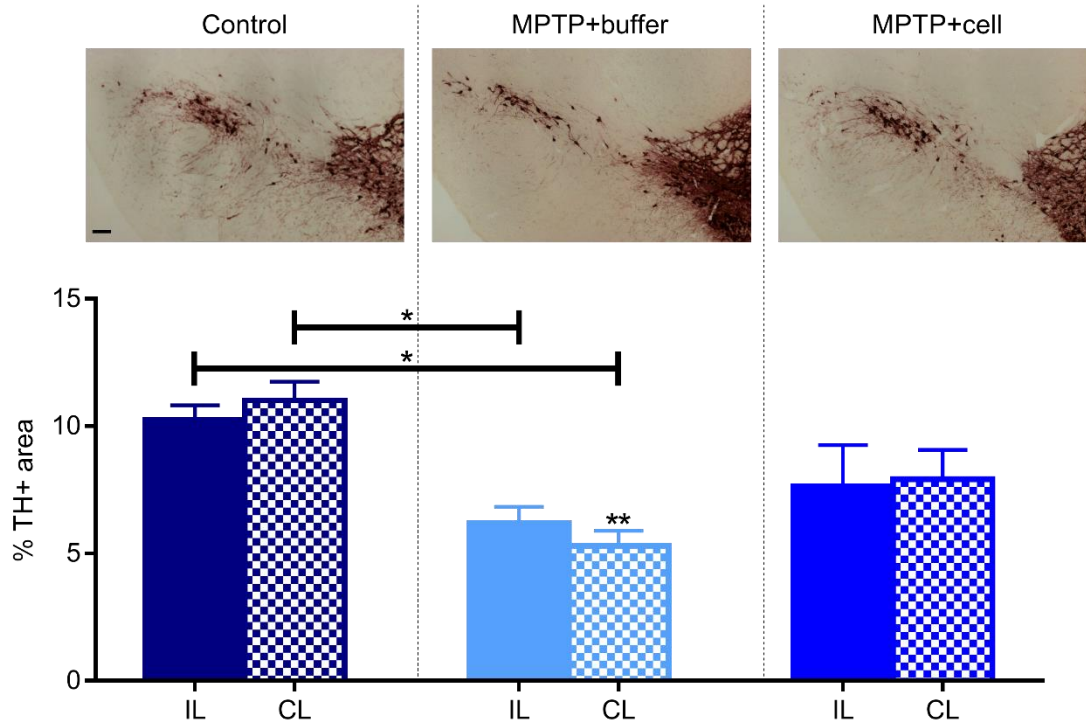 Control MPTP+buffer MPTP+cell
15
*
*
10
% TH+ area
**
5
0
IL CL IL CL IL CL